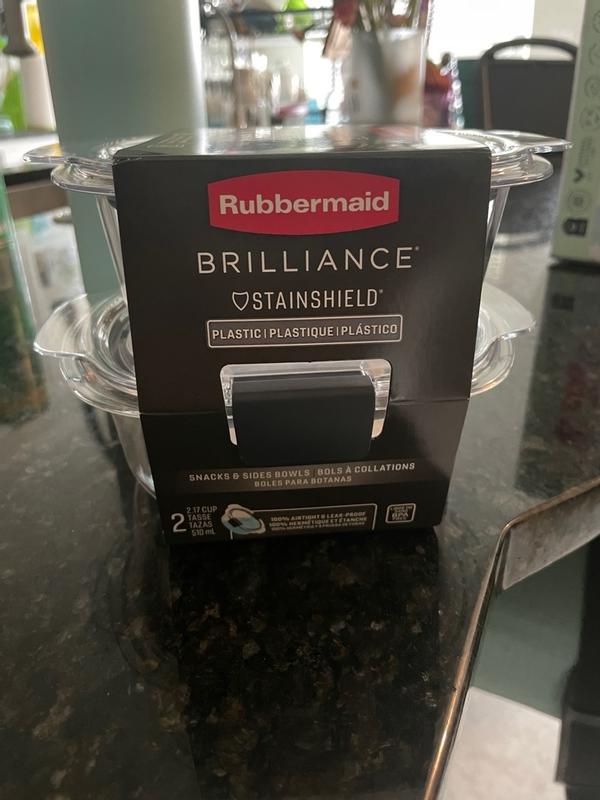 Rubbermaid
BRILLIANCE®
STAINSHIELD®
PLASTIC | PLASTIQUE | PLÁSTICO
SNACKS & SIDES BOWLS | BOLS À COLLATIONS
BOLES PARA BOTANAS
2 2.17 CUP
TASSE
TAZAS
510 mL
100% AIRTIGHT & LEAK-PROOF
100% HERMÉTIQUE ET ÉTANCHE
BPA